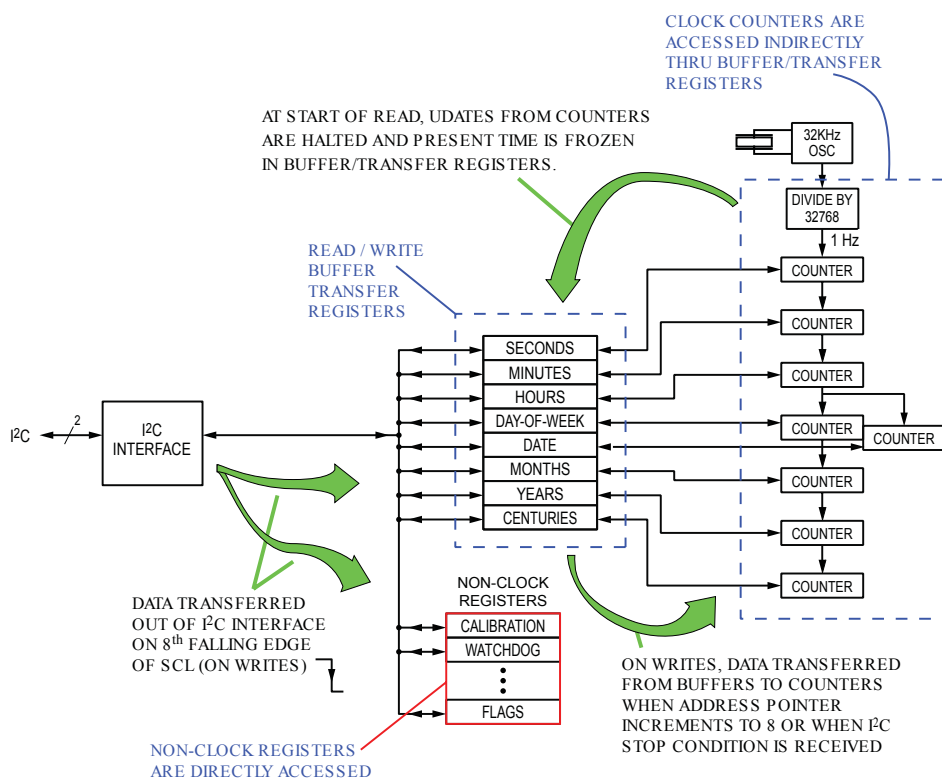 CLOCK COUNTERS ARE
ACCESSED INDIRECTLY
THRU BUFFER/TRANSFER
REGISTERS
AT START OF READ, UDATES FROM COUNTERS
ARE HALTED AND PRESENT TIME IS FROZEN
IN BUFFER/TRANSFER REGISTERS.
32KHz
OSC
DIVIDE BY
32768
1 Hz
READ / WRITE
BUFFER
TRANSFER
REGISTERS
COUNTER
COUNTER
COUNTER
COUNTER
COUNTER
COUNTER
COUNTER
COUNTER
SECONDS
MINUTES
HOURS
DAY-OF-WEEK
DATE
MONTHS
YEARS
CENTURIES
I²C
2
I²C
INTERFACE
NON-CLOCK
REGISTERS
CALIBRATION
WATCHDOG
FLAGS
DATA TRANSFERRED
OUT OF I²C INTERFACE
ON 8th FALLING EDGE
OF SCL (ON WRITES)
ON WRITES, DATA TRANSFERRED
FROM BUFFERS TO COUNTERS
WHEN ADDRESS POINTER
INCREMENTS TO 8 OR WHEN I²C
STOP CONDITION IS RECEIVED
NON-CLOCK REGISTERS
ARE DIRECTLY ACCESSED